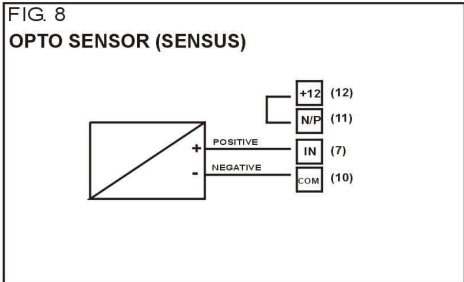 FIG. 8
OPTO SENSOR (SENSUS)
+12 (12)
N/P (11)
+ POSITIVE IN (7)
- NEGATIVE COM (10)